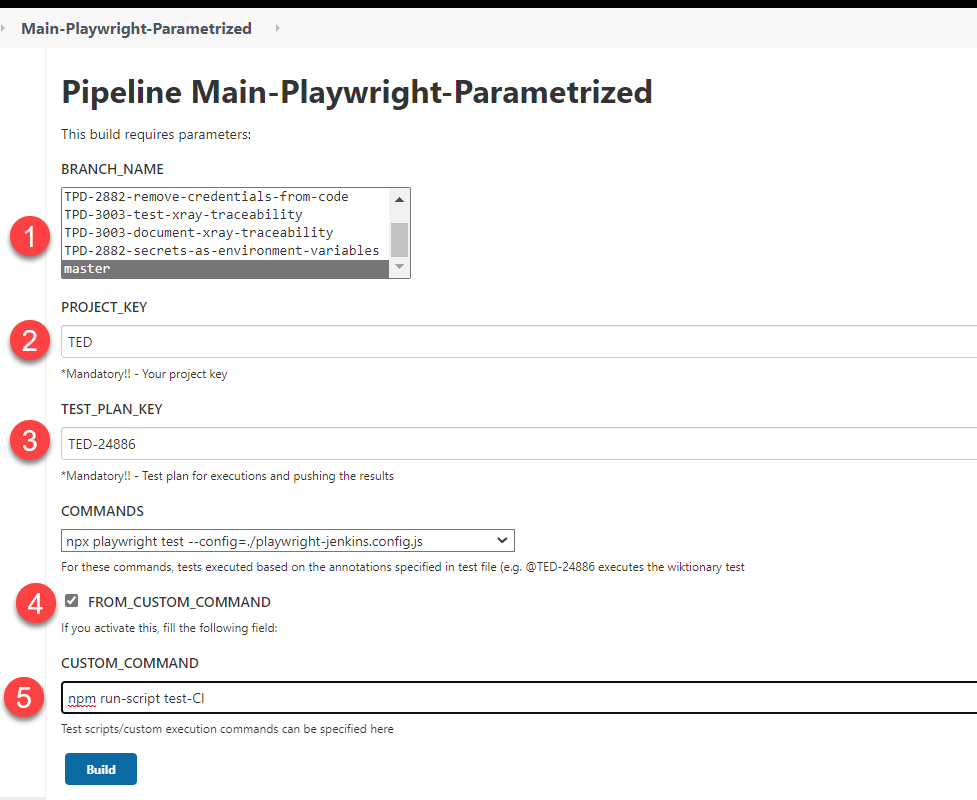 Main-Playwright-Parametrized
Pipeline Main-Playwright-Parametrized
This build requires parameters:
BRANCH_NAME
TPD-2882-remove-credentials-from-code
TPD-3003-test-xray-traceability
1
TPD-3003-document-xray-traceability
TPD-2882-secrets-as-environment-variables
master
PROJECT_KEY
2
TED
*Mandatory!! - Your project key
TEST_PLAN_KEY
3
TED-24886
*Mandatory!! - Test plan for executions and pushing the results
COMMANDS
npx playwright test --config=./playwright-jenkins.config.js
For these commands, tests executed based on the annotations specified in test file (e.g. @TED-24886 executes the wiktionary test
4
FROM_CUSTOM_COMMAND
If you activate this, fill the following field:
CUSTOM_COMMAND
5
npm run-script test-CI
Test scripts/custom execution commands can be specified here
Build